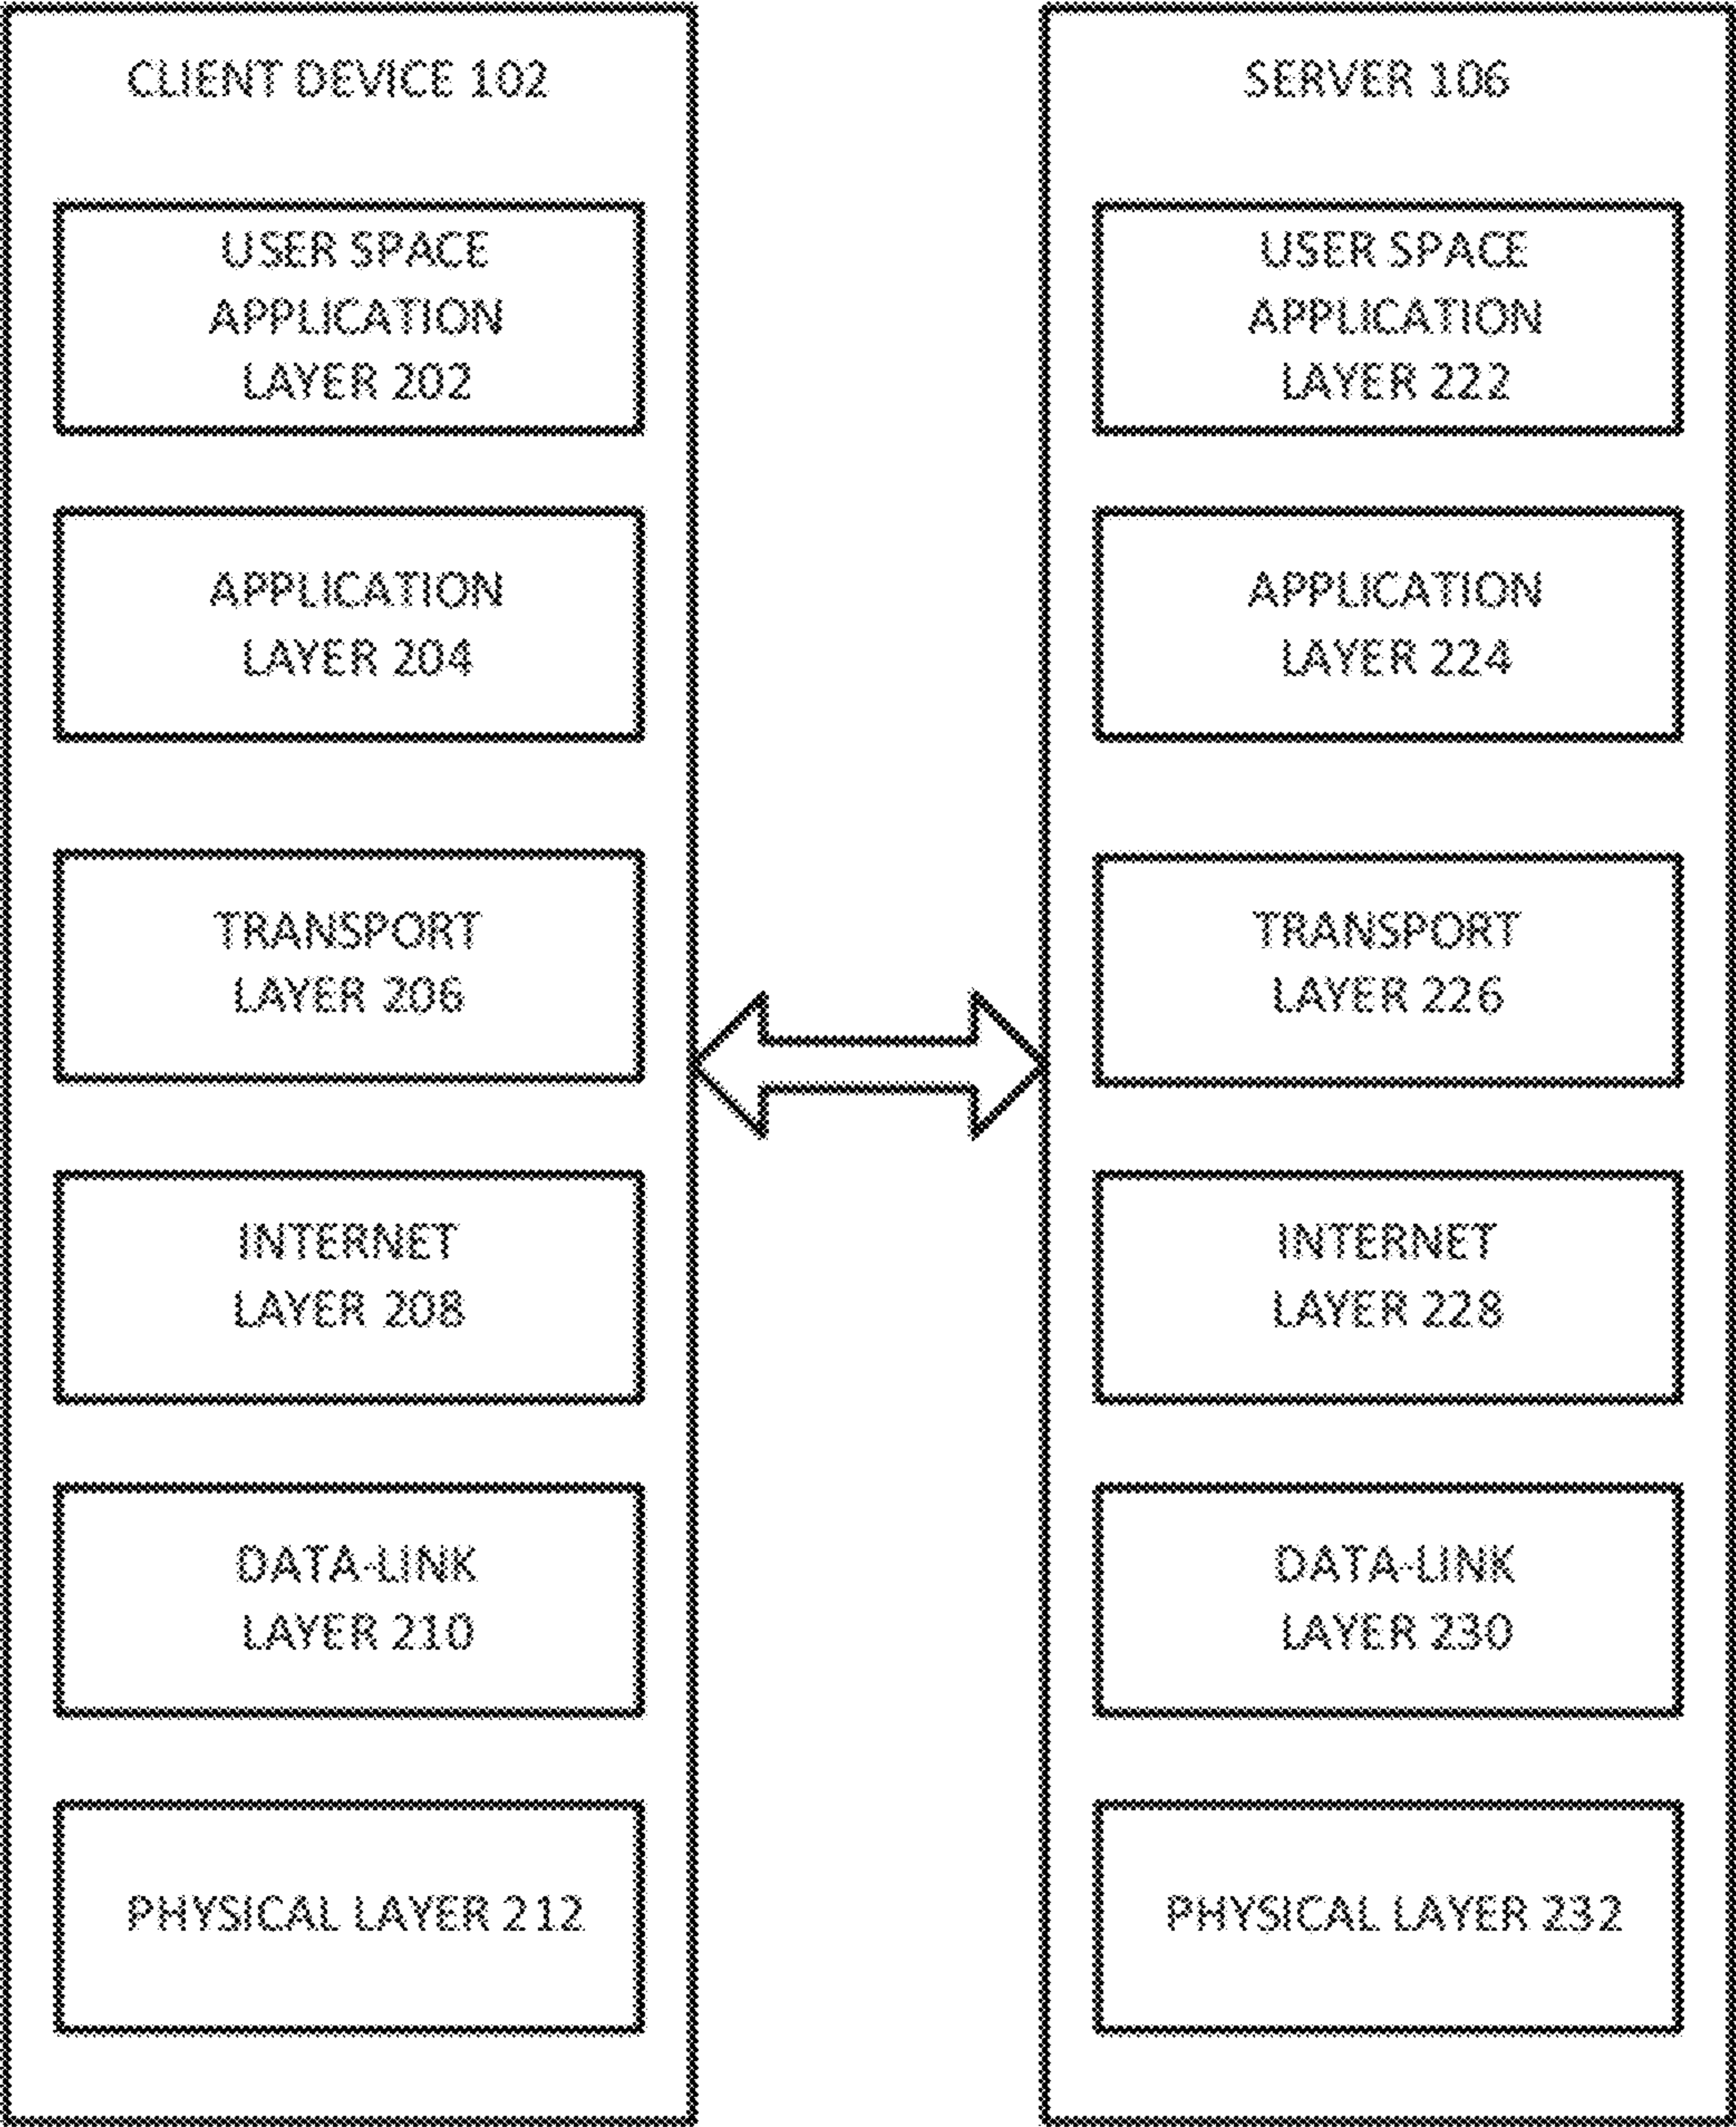 CLIENT DEVICE 102
USER SPACE
APPLICATION
LAYER 202
APPLICATION
LAYER 204
TRANSPORT
LAYER 206
INTERNET
LAYER 208
DATA-LINK
LAYER 210
PHYSICAL LAYER 212
SERVER 106
USER SPACE
APPLICATION
LAYER 222
APPLICATION
LAYER 224
TRANSPORT
LAYER 226
INTERNET
LAYER 228
DATA-LINK
LAYER 230
PHYSICAL LAYER 232